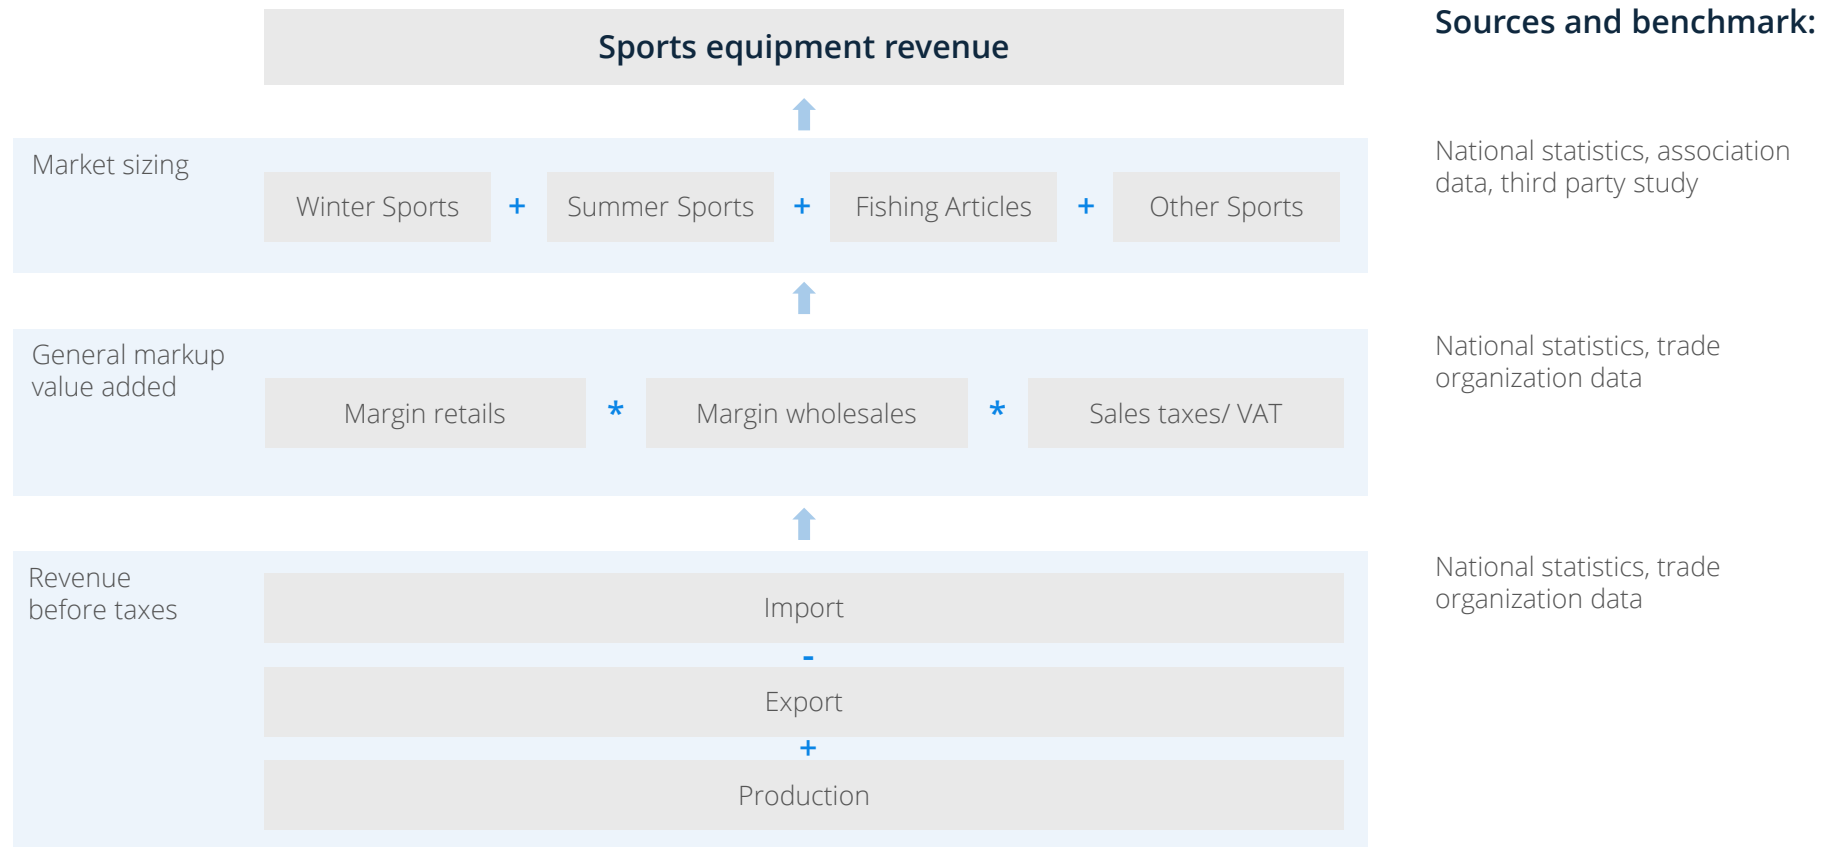 Sports equipment revenue
Sources and benchmark:
Market sizing
Winter Sports + Summer Sports + Fishing Articles + Other Sports
National statistics, association
data, third party study
General markup
value added
Margin retails * Margin wholesales * Sales taxes/ VAT
National statistics, trade
organization data
Revenue
before taxes
Import
-
Export
+
Production
National statistics, trade
organization data